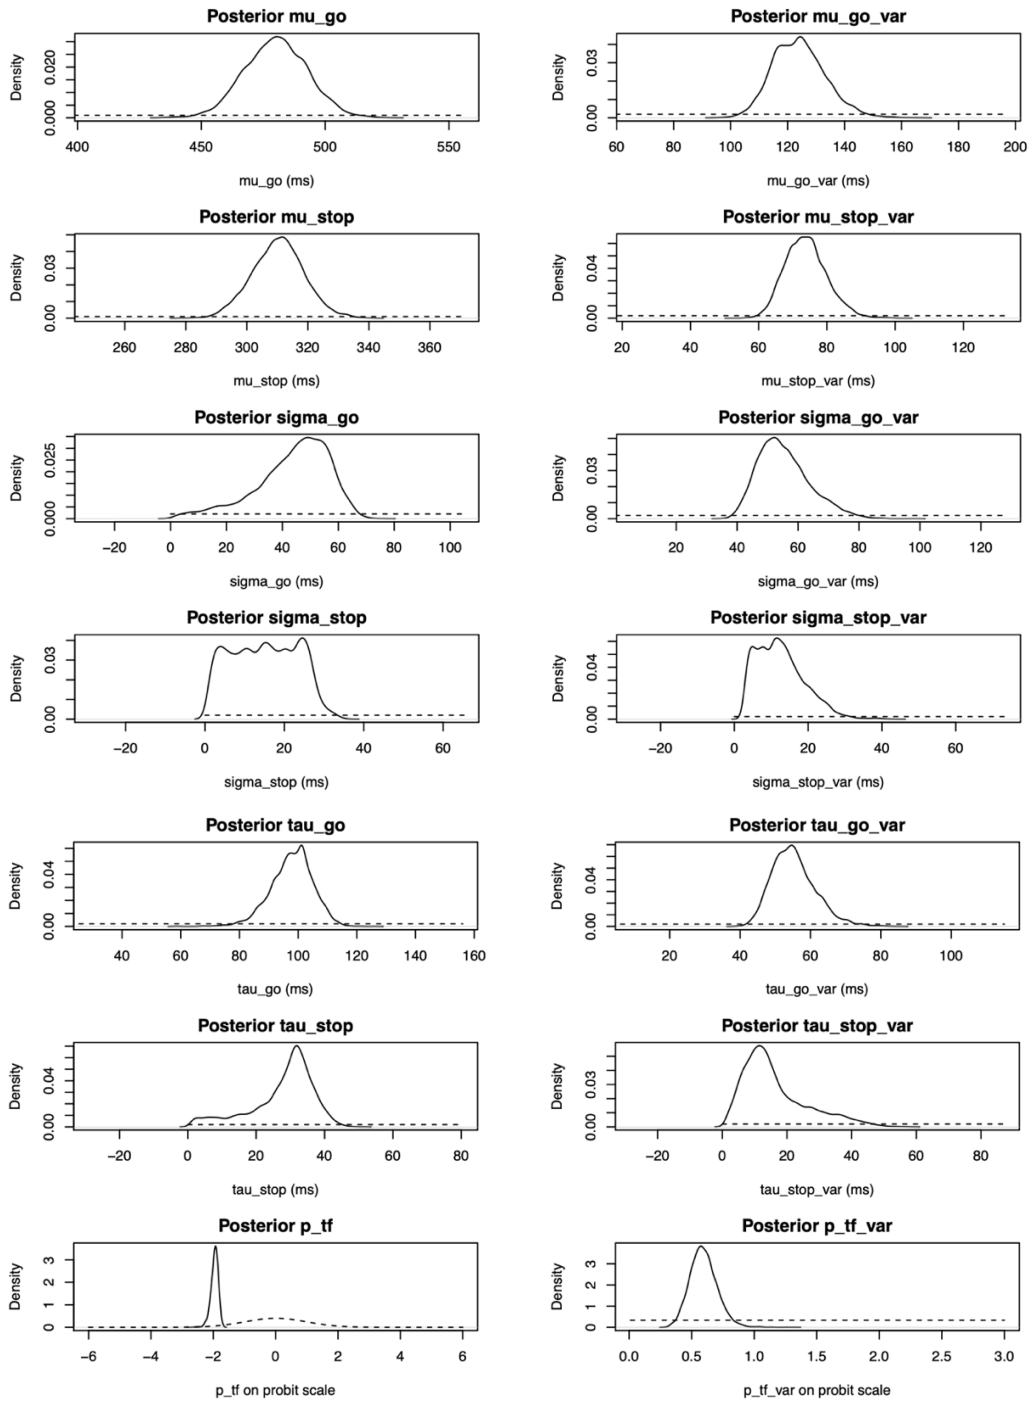 Posterior mu_go
Density
0.000 0.020
400 450 500 550
mu_go (ms)
Posterior mu_go_var
Density
0.00 0.03
60 80 100 120 140 160 180 200
mu_go_var (ms)
Posterior mu_stop
Density
0.00 0.03
260 280 300 320 340 360
mu_stop (ms)
Posterior mu_stop_var
Density
0.00 0.04
20 40 60 80 100 120
mu_stop_var (ms)
Posterior sigma_go
Density
0.000 0.025
−20 0 20 40 60 80 100
sigma_go (ms)
Posterior sigma_go_var
Density
0.00 0.03
20 40 60 80 100 120
sigma_go_var (ms)
Posterior sigma_stop
Density
0.00 0.03
−20 0 20 40 60
sigma_stop (ms)
Posterior sigma_stop_var
Density
0.00 0.04
−20 0 20 40 60
sigma_stop_var (ms)
Posterior tau_go
Density
0.00 0.04
40 60 80 100 120 140 160
tau_go (ms)
Posterior tau_go_var
Density
0.00 0.04
20 40 60 80 100
tau_go_var (ms)
Posterior tau_stop
Density
0.00 0.04
−20 0 20 40 60 80
tau_stop (ms)
Posterior tau_stop_var
Density
0.00 0.03
−20 0 20 40 60 80
tau_stop_var (ms)
Posterior p_tf
Density
0 1 2 3
−6 −4 −2 0 2 4 6
p_tf on probit scale
Posterior p_tf_var
Density
0 1 2 3
0.0 0.5 1.0 1.5 2.0 2.5 3.0
p_tf_var on probit scale